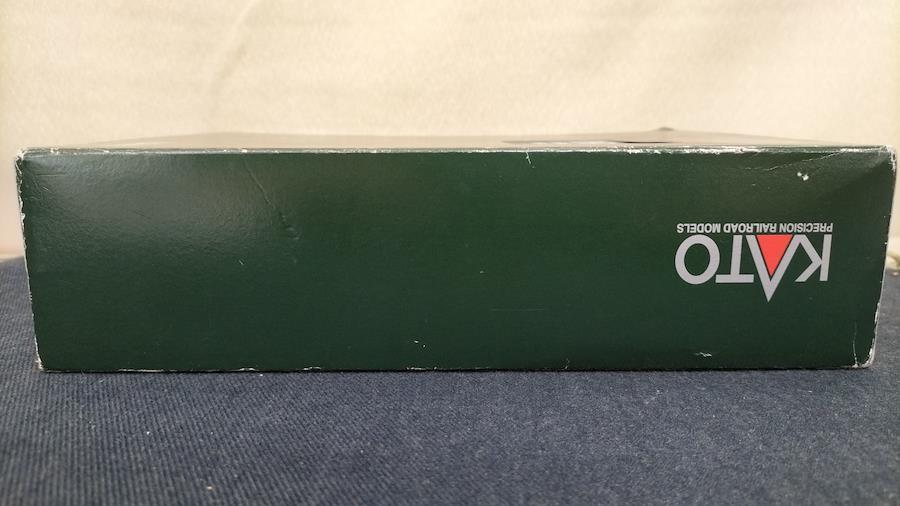 KATO
PRECISION RAILROAD MODELS